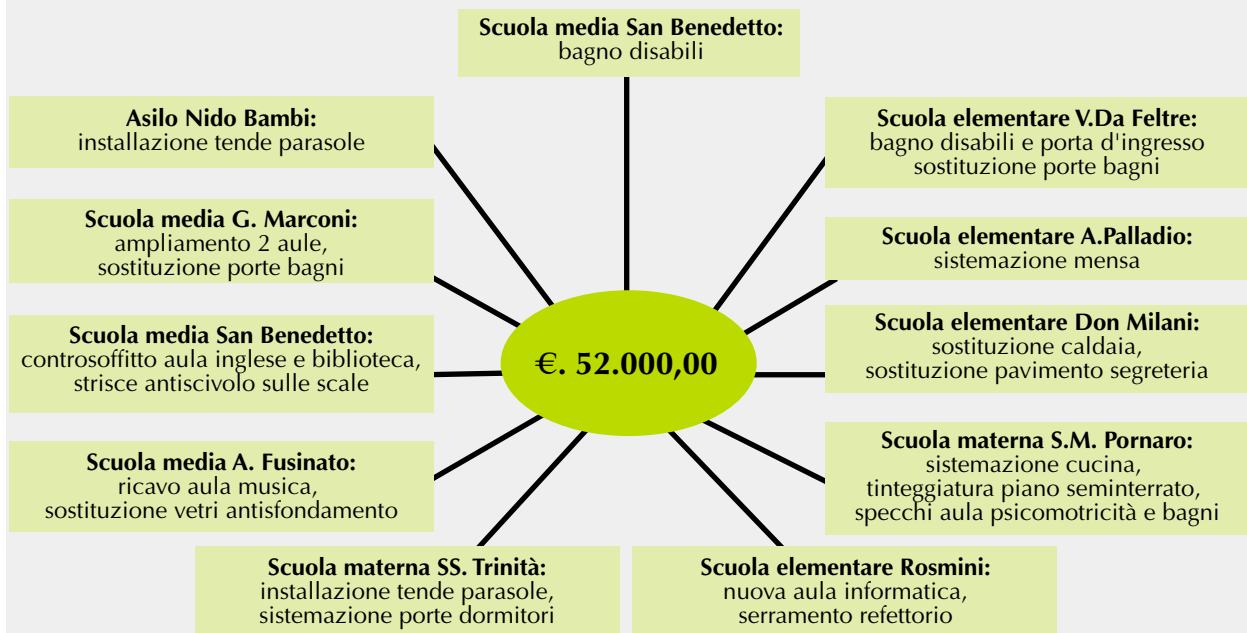 Scuola media San Benedetto:
bagno disabili
Asilo Nido Bambi:
installazione tende parasole
Scuola elementare V.Da Feltre:
bagno disabili e porta d'ingresso
sostituzione porte bagni
Scuola media G. Marconi:
ampliamento 2 aule,
sostituzione porte bagni
Scuola elementare A.Palladio:
sistemazione mensa
Scuola media San Benedetto:
controsoffitto aula inglese e biblioteca,
strisce antiscivolo sulle scale
€. 52.000,00
Scuola elementare Don Milani:
sostituzione caldaia,
sostituzione pavimento segreteria
Scuola media A. Fusinato:
ricavo aula musica,
sostituzione vetri antisfondamento
Scuola materna S.M. Pornaro:
sistemazione cucina,
tinteggiatura piano seminterrato,
specchi aula psicomotricità e bagni
Scuola materna SS. Trinità:
installazione tende parasole,
sistemazione porte dormitori
Scuola elementare Rosmini:
nuova aula informatica,
serramento refettorio